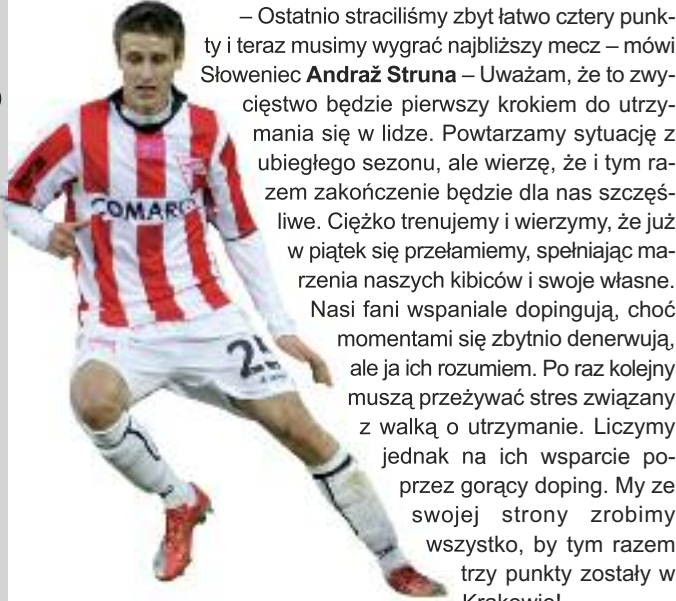 – Ostatnio straciliśmy zbyt łatwo cztery punk-
ty i teraz musimy wygrać najbliższy mecz – mówi
Słoweniec Andraž Struna – Uważam, że to zwy-
cięstwo będzie pierwszy krokiem do utrzy-
mania się w lidze. Powtarzamy sytuację z
ubiegłego sezonu, ale wierzę, że i tym ra-
zem zakończenie będzie dla nas szczęś-
liwe. Ciężko trenujemy i wierzymy, że już
w piątek się przełamiemy, spełniając ma-
rzenia naszych kibiców i swoje własne.
Nasi fani wspaniale dopingują, choć
momentami się zbytnio denerwują,
ale ja ich rozumiem. Po raz kolejny
muszą przeżywać stres związany
z walką o utrzymanie. Liczymy
jednak na ich wsparcie po-
przez gorący doping. My ze
swojej strony zrobimy
wszystko, by tym razem
trzy punkty zostały w
Krakowie!
COMARC